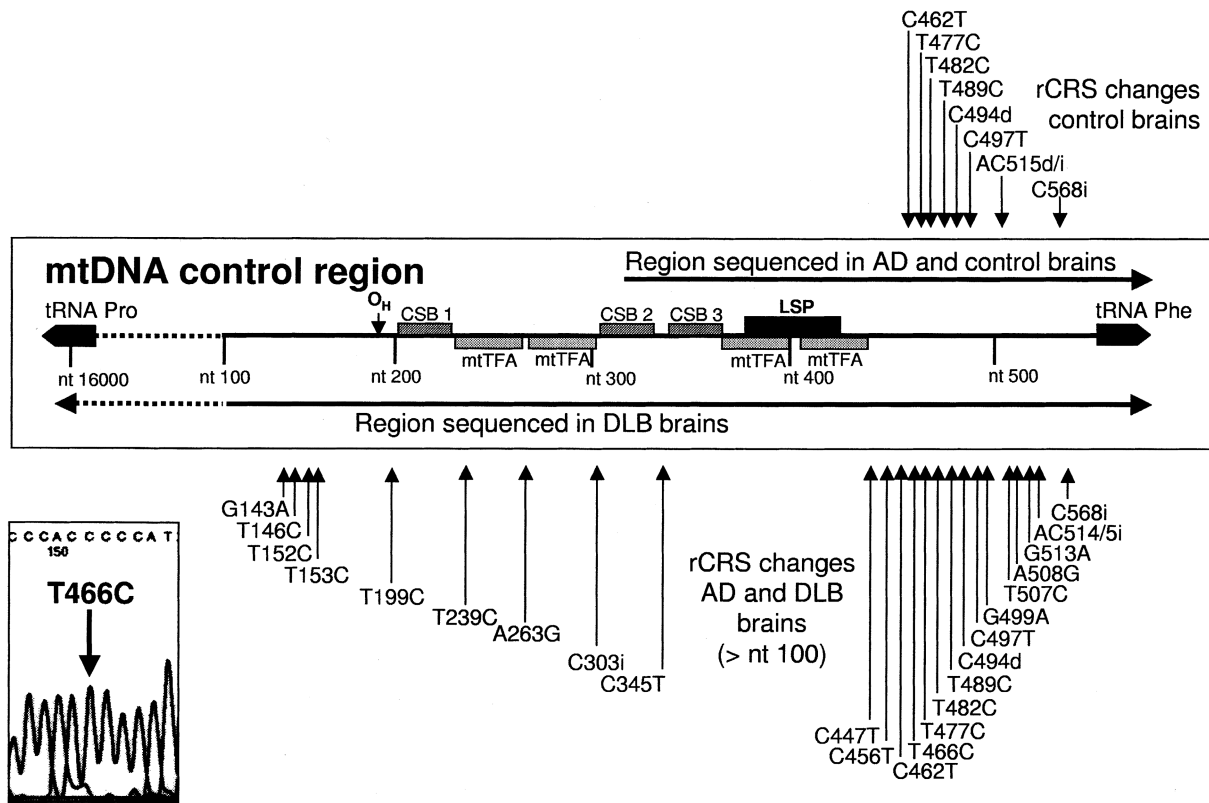 C462T
T477C
T482C
T489C
C494d
C497T
AC515d/i
C568i
rCRS changes
control brains
mtDNA control region
Region sequenced in AD and control brains
tRNA Pro
OH
CSB 1
CSB 2
CSB 3
LSP
tRNA Phe
mtTFA
mtTFA
mtTFA
mtTFA
nt 16000
nt 100
nt 200
nt 300
nt 400
nt 500
Region sequenced in DLB brains
G143A
T146C
T152C
T153C
T199C
T239C
A263G
C303i
C345T
rCRS changes
AD and DLB
brains
(> nt 100)
C568i
AC514/5i
G513A
A508G
T507C
G499A
C497T
C494d
T489C
T482C
T477C
T466C
C462T
C456T
C447T
C C C A C C C C C A T
150
T466C